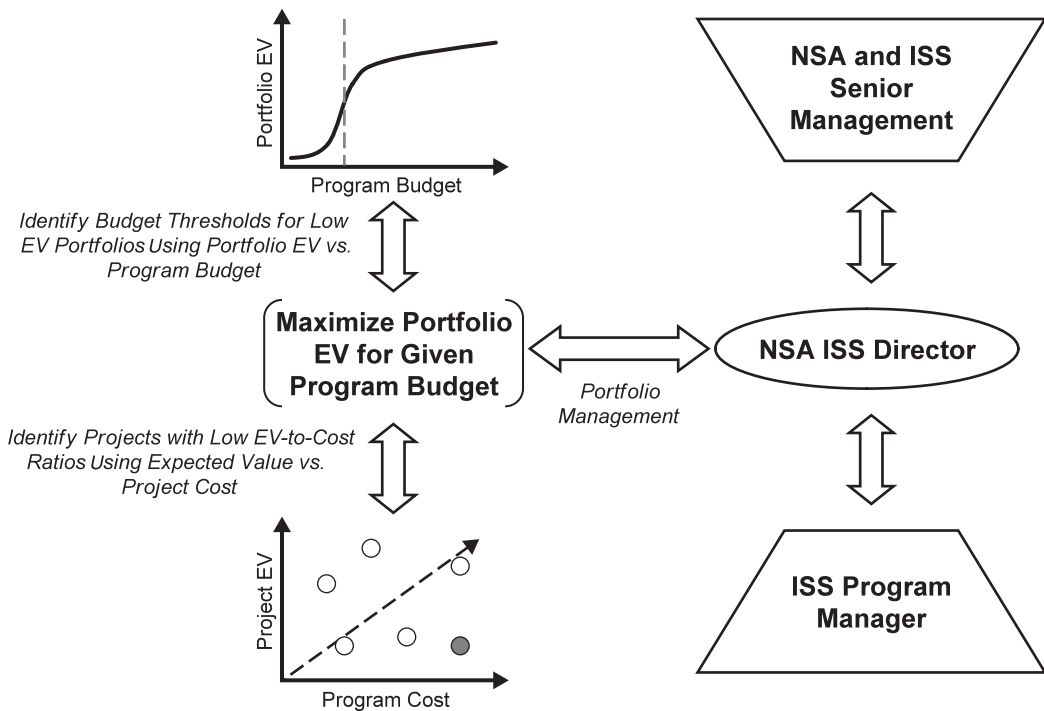 Portfolio EV
Program Budget
NSA and ISS
Senior
Management
Identify Budget Thresholds for Low
EV Portfolios Using Portfolio EV vs.
Program Budget
Maximize Portfolio
EV for Given
Program Budget
Portfolio
Management
NSA ISS Director
Identify Projects with Low EV-to-Cost
Ratios Using Expected Value vs.
Project Cost
Project EV
Program Cost
ISS Program
Manager